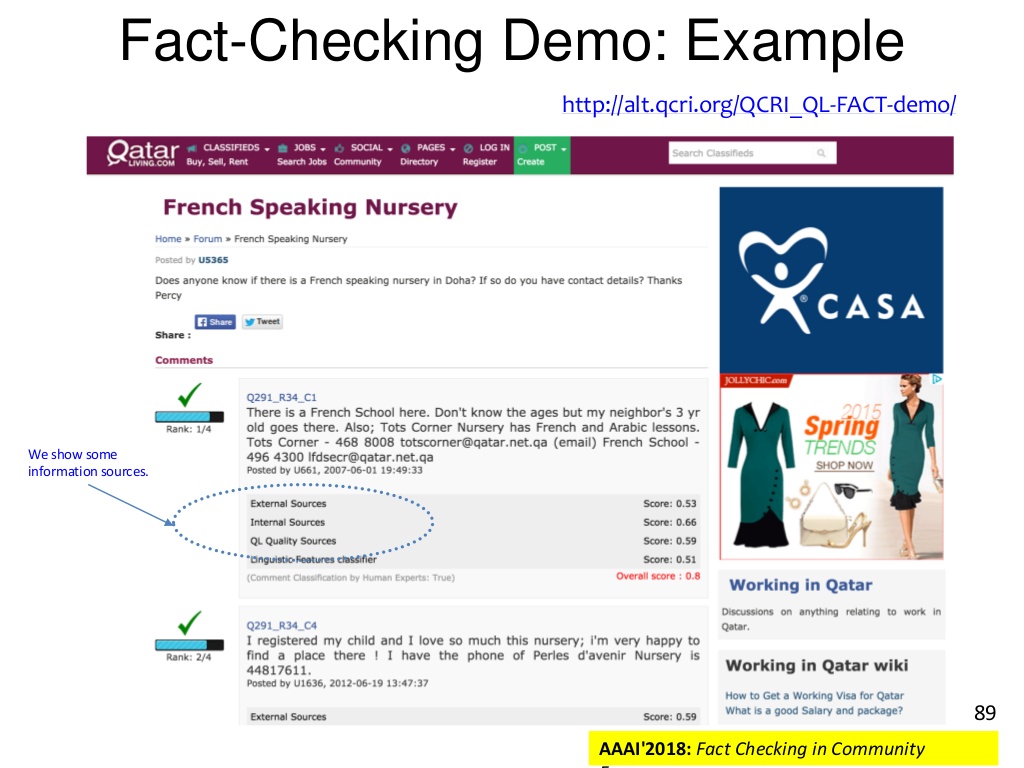 Fact-Checking Demo: Example
http://alt.qcri.org/QCRI_QL-FACT-demo/
Qatar LIVING.COM
CLASSIFIEDS
Buy, Sell, Rent
JOBS
Search Jobs
SOCIAL
Community
PAGES
Directory
LOG IN
Register
POST
Create
Search Classifieds
French Speaking Nursery
Home » Forum » French Speaking Nursery
Posted by U5365
Does anyone know if there is a French speaking nursery in Doha? If so do you have contact details? Thanks
Percy
Share
Tweet
Share :
Comments
Rank: 1/4
Q291_R34_C1
There is a French School here. Don't know the ages but my neighbor's 3 yr
old goes there. Also; Tots Corner Nursery has French and Arabic lessons.
Tots Corner - 468 8008 totscorner@qatar.net.qa (email) French School -
496 4300 lfdsecr@qatar.net.qa
Posted by U661, 2007-06-01 19:49:33
We show some
information sources.
External Sources Score: 0.53
Internal Sources Score: 0.66
QL Quality Sources Score: 0.59
Linguistic Features classifier Score: 0.51
(Comment Classification by Human Experts: True) Overall score : 0.8
Rank: 2/4
Q291_R34_C4
I registered my child and I love so much this nursery; i'm very happy to
find a place there ! I have the phone of Perles d'avenir Nursery is
44817611.
Posted by U1636, 2012-06-19 13:47:37
External Sources Score: 0.59
® CASA
JOLLYCHIC.com
2015
Spring
TRENDS
SHOP NOW
Working in Qatar
Discussions on anything relating to work in
Qatar.
Working in Qatar wiki
How to Get a Working Visa for Qatar
What is a good Salary and package?
89
AAAI'2018: Fact Checking in Community